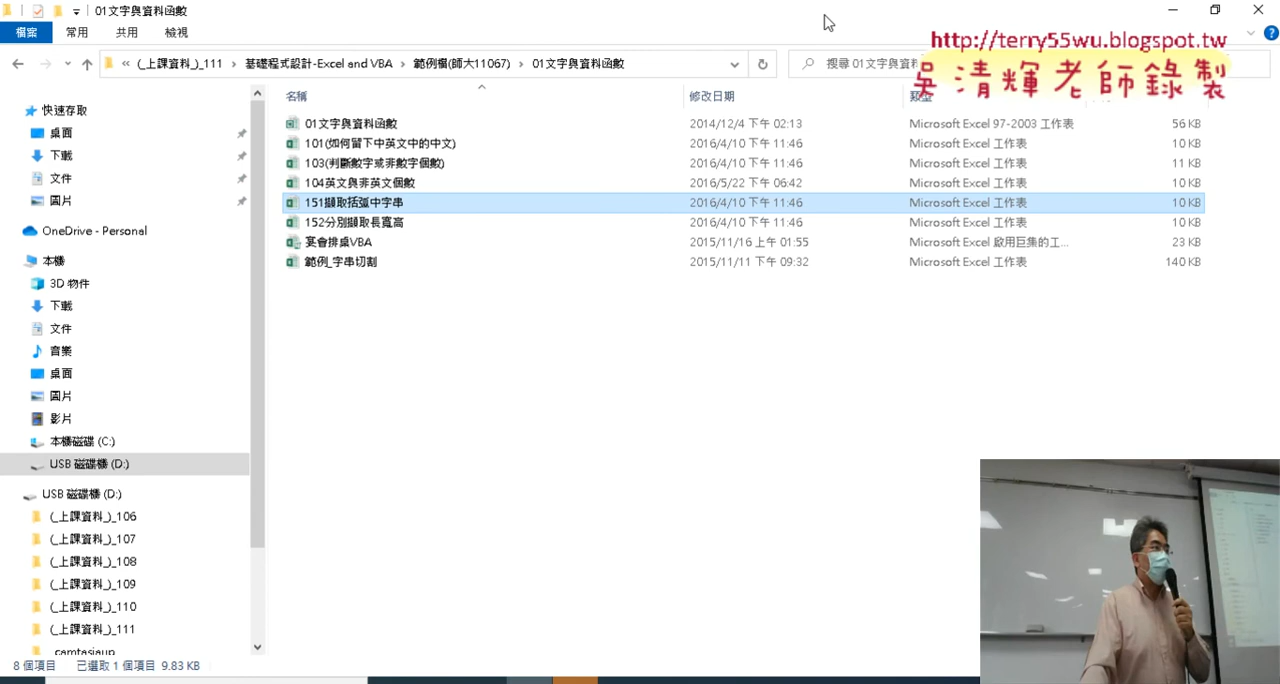 01文字與資料函數
檔案 常用 共用 檢視
http://terry55wu.blogspot.tw
吳清輝老師錄製
« (_上課資料_)_111 › 基礎程式設計-Excel and VBA › 範例檔(師大11067) › 01文字與資料函數
搜尋 01文字與資料
名稱 修改日期 類型
01文字與資料函數 2014/12/4 下午 02:13 Microsoft Excel 97-2003 工作表 56 KB
101(如何留下中英文中的中文) 2016/4/10 下午 11:46 Microsoft Excel 工作表 10 KB
103(判斷數字或非數字個數) 2016/4/10 下午 11:46 Microsoft Excel 工作表 11 KB
104英文與非英文個數 2016/5/22 下午 06:42 Microsoft Excel 工作表 10 KB
151擷取括弧中字串 2016/4/10 下午 11:46 Microsoft Excel 工作表 10 KB
152分別擷取長寬高 2016/4/10 下午 11:46 Microsoft Excel 工作表 10 KB
宴會排桌VBA 2015/11/16 上午 01:55 Microsoft Excel 啟用巨集的工... 23 KB
範例_字串切割 2015/11/11 下午 09:32 Microsoft Excel 工作表 140 KB
快速存取
桌面
下載
文件
圖片
OneDrive - Personal
本機
3D 物件
下載
文件
音樂
桌面
圖片
影片
本機磁碟 (C:)
USB 磁碟機 (D:)
USB 磁碟機 (D:)
(_上課資料_)_106
(_上課資料_)_107
(_上課資料_)_108
(_上課資料_)_109
(_上課資料_)_110
(_上課資料_)_111
_camtasiaup
8 個項目 已選取 1 個項目 9.83 KB